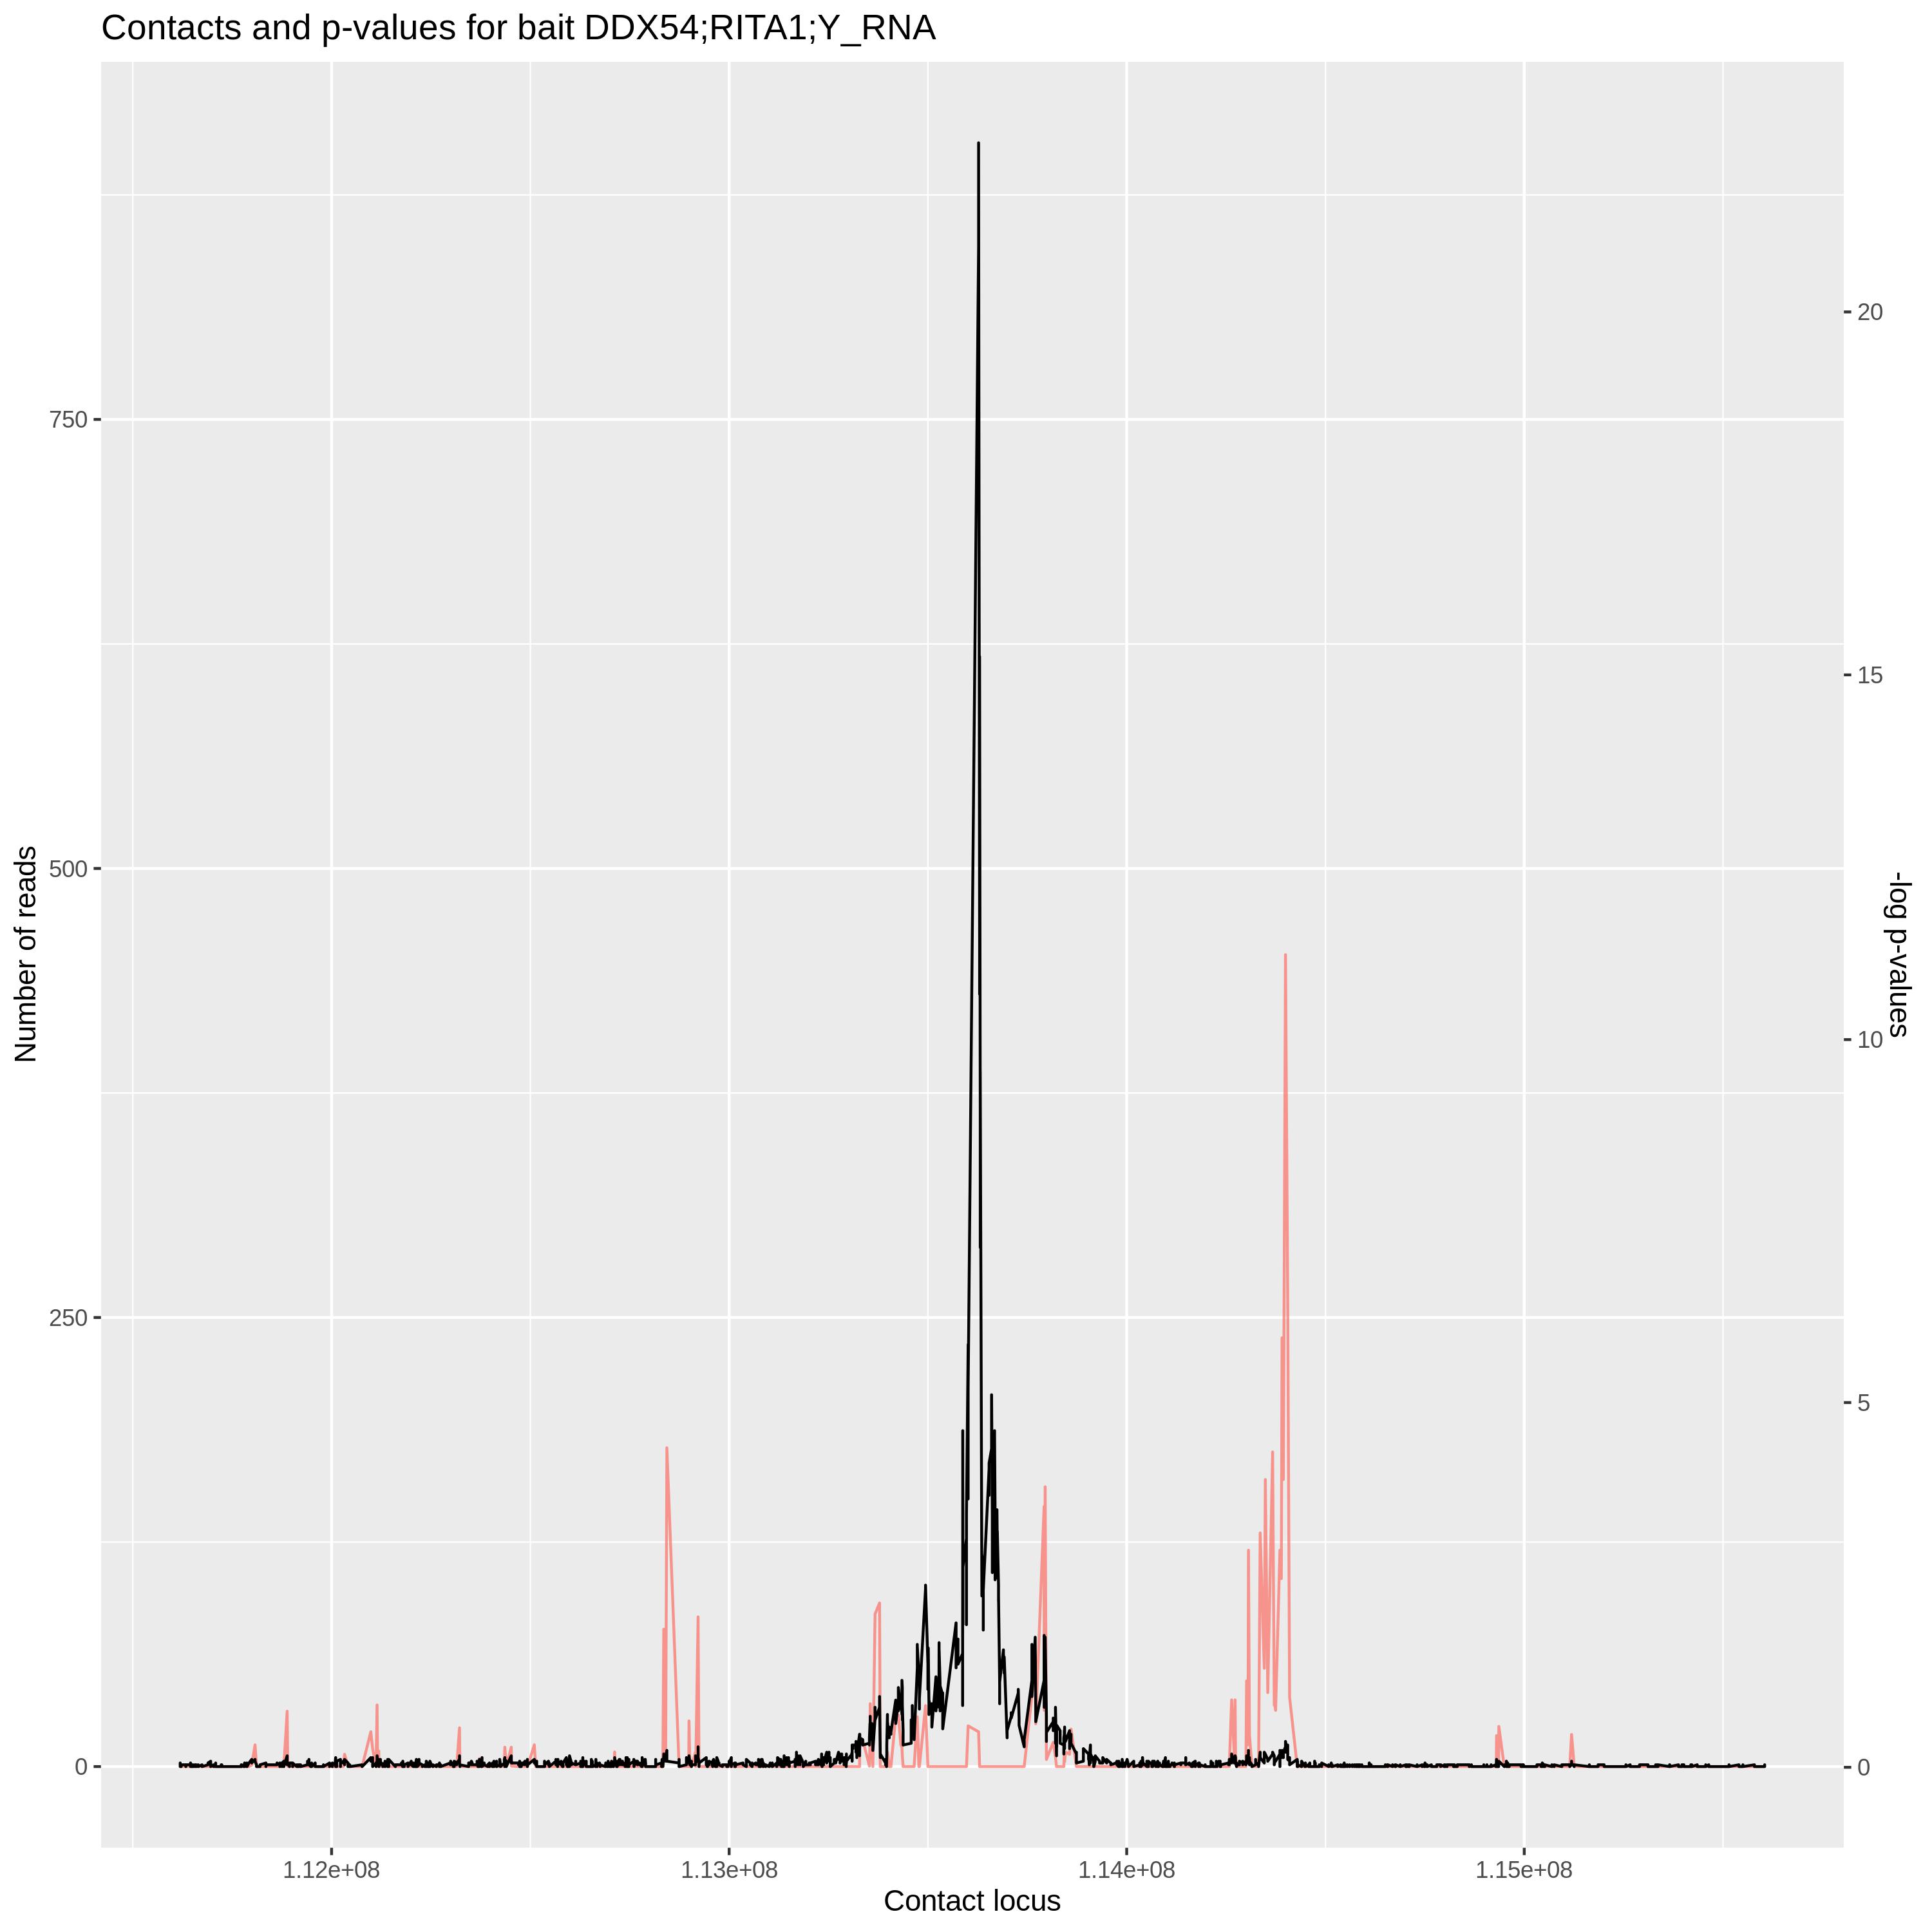 Contacts and p-values for bait DDX54;RITA1;Y_RNA
Number of reads
750
500
250
0
20
15
10
5
0
-log p-values
1.12e+08 1.13e+08 1.14e+08 1.15e+08
Contact locus